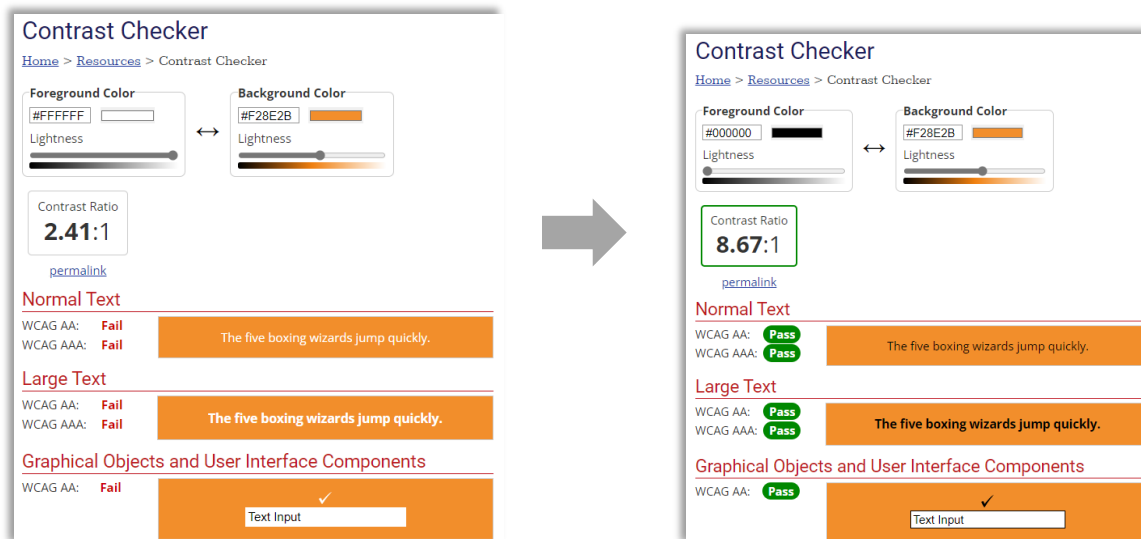 Contrast Checker
Home > Resources > Contrast Checker
Foreground Color
#FFFFFF
Lightness
Background Color
#F28E2B
Lightness
Contrast Ratio
2.41:1
permalink
Normal Text
WCAG AA: Fail
WCAG AAA: Fail
The five boxing wizards jump quickly.
Large Text
WCAG AA: Fail
WCAG AAA: Fail
The five boxing wizards jump quickly.
Graphical Objects and User Interface Components
WCAG AA: Fail
Text Input
Contrast Checker
Home > Resources > Contrast Checker
Foreground Color
#000000
Lightness
Background Color
#F28E2B
Lightness
Contrast Ratio
8.67:1
permalink
Normal Text
WCAG AA: Pass
WCAG AAA: Pass
The five boxing wizards jump quickly.
Large Text
WCAG AA: Pass
WCAG AAA: Pass
The five boxing wizards jump quickly.
Graphical Objects and User Interface Components
WCAG AA: Pass
Text Input